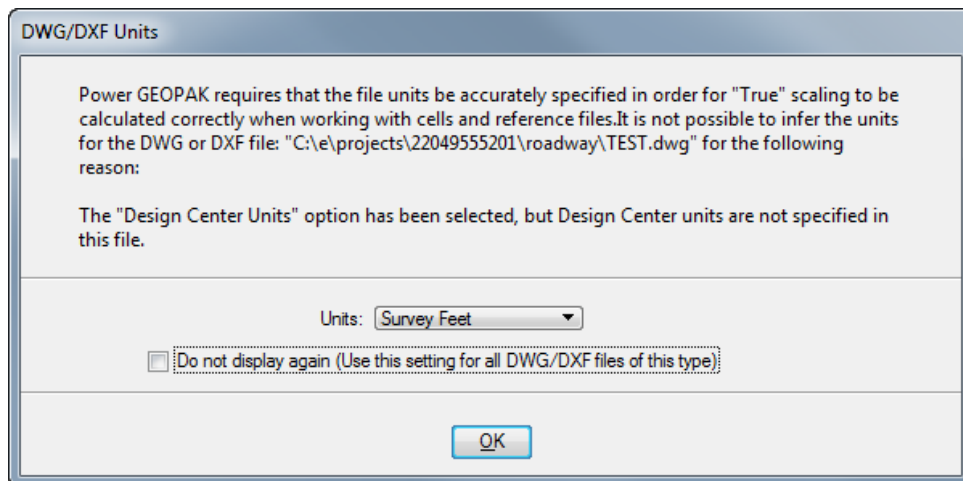 DWG/DXF Units
Power GEOPAK requires that the file units be accurately specified in order for "True" scaling to be
calculated correctly when working with cells and reference files.It is not possible to infer the units
for the DWG or DXF file: "C:\e\projects\22049555201\roadway\TEST.dwg" for the following
reason:
The "Design Center Units" option has been selected, but Design Center units are not specified in
this file.
Units: Survey Feet
Do not display again (Use this setting for all DWG/DXF files of this type)
OK